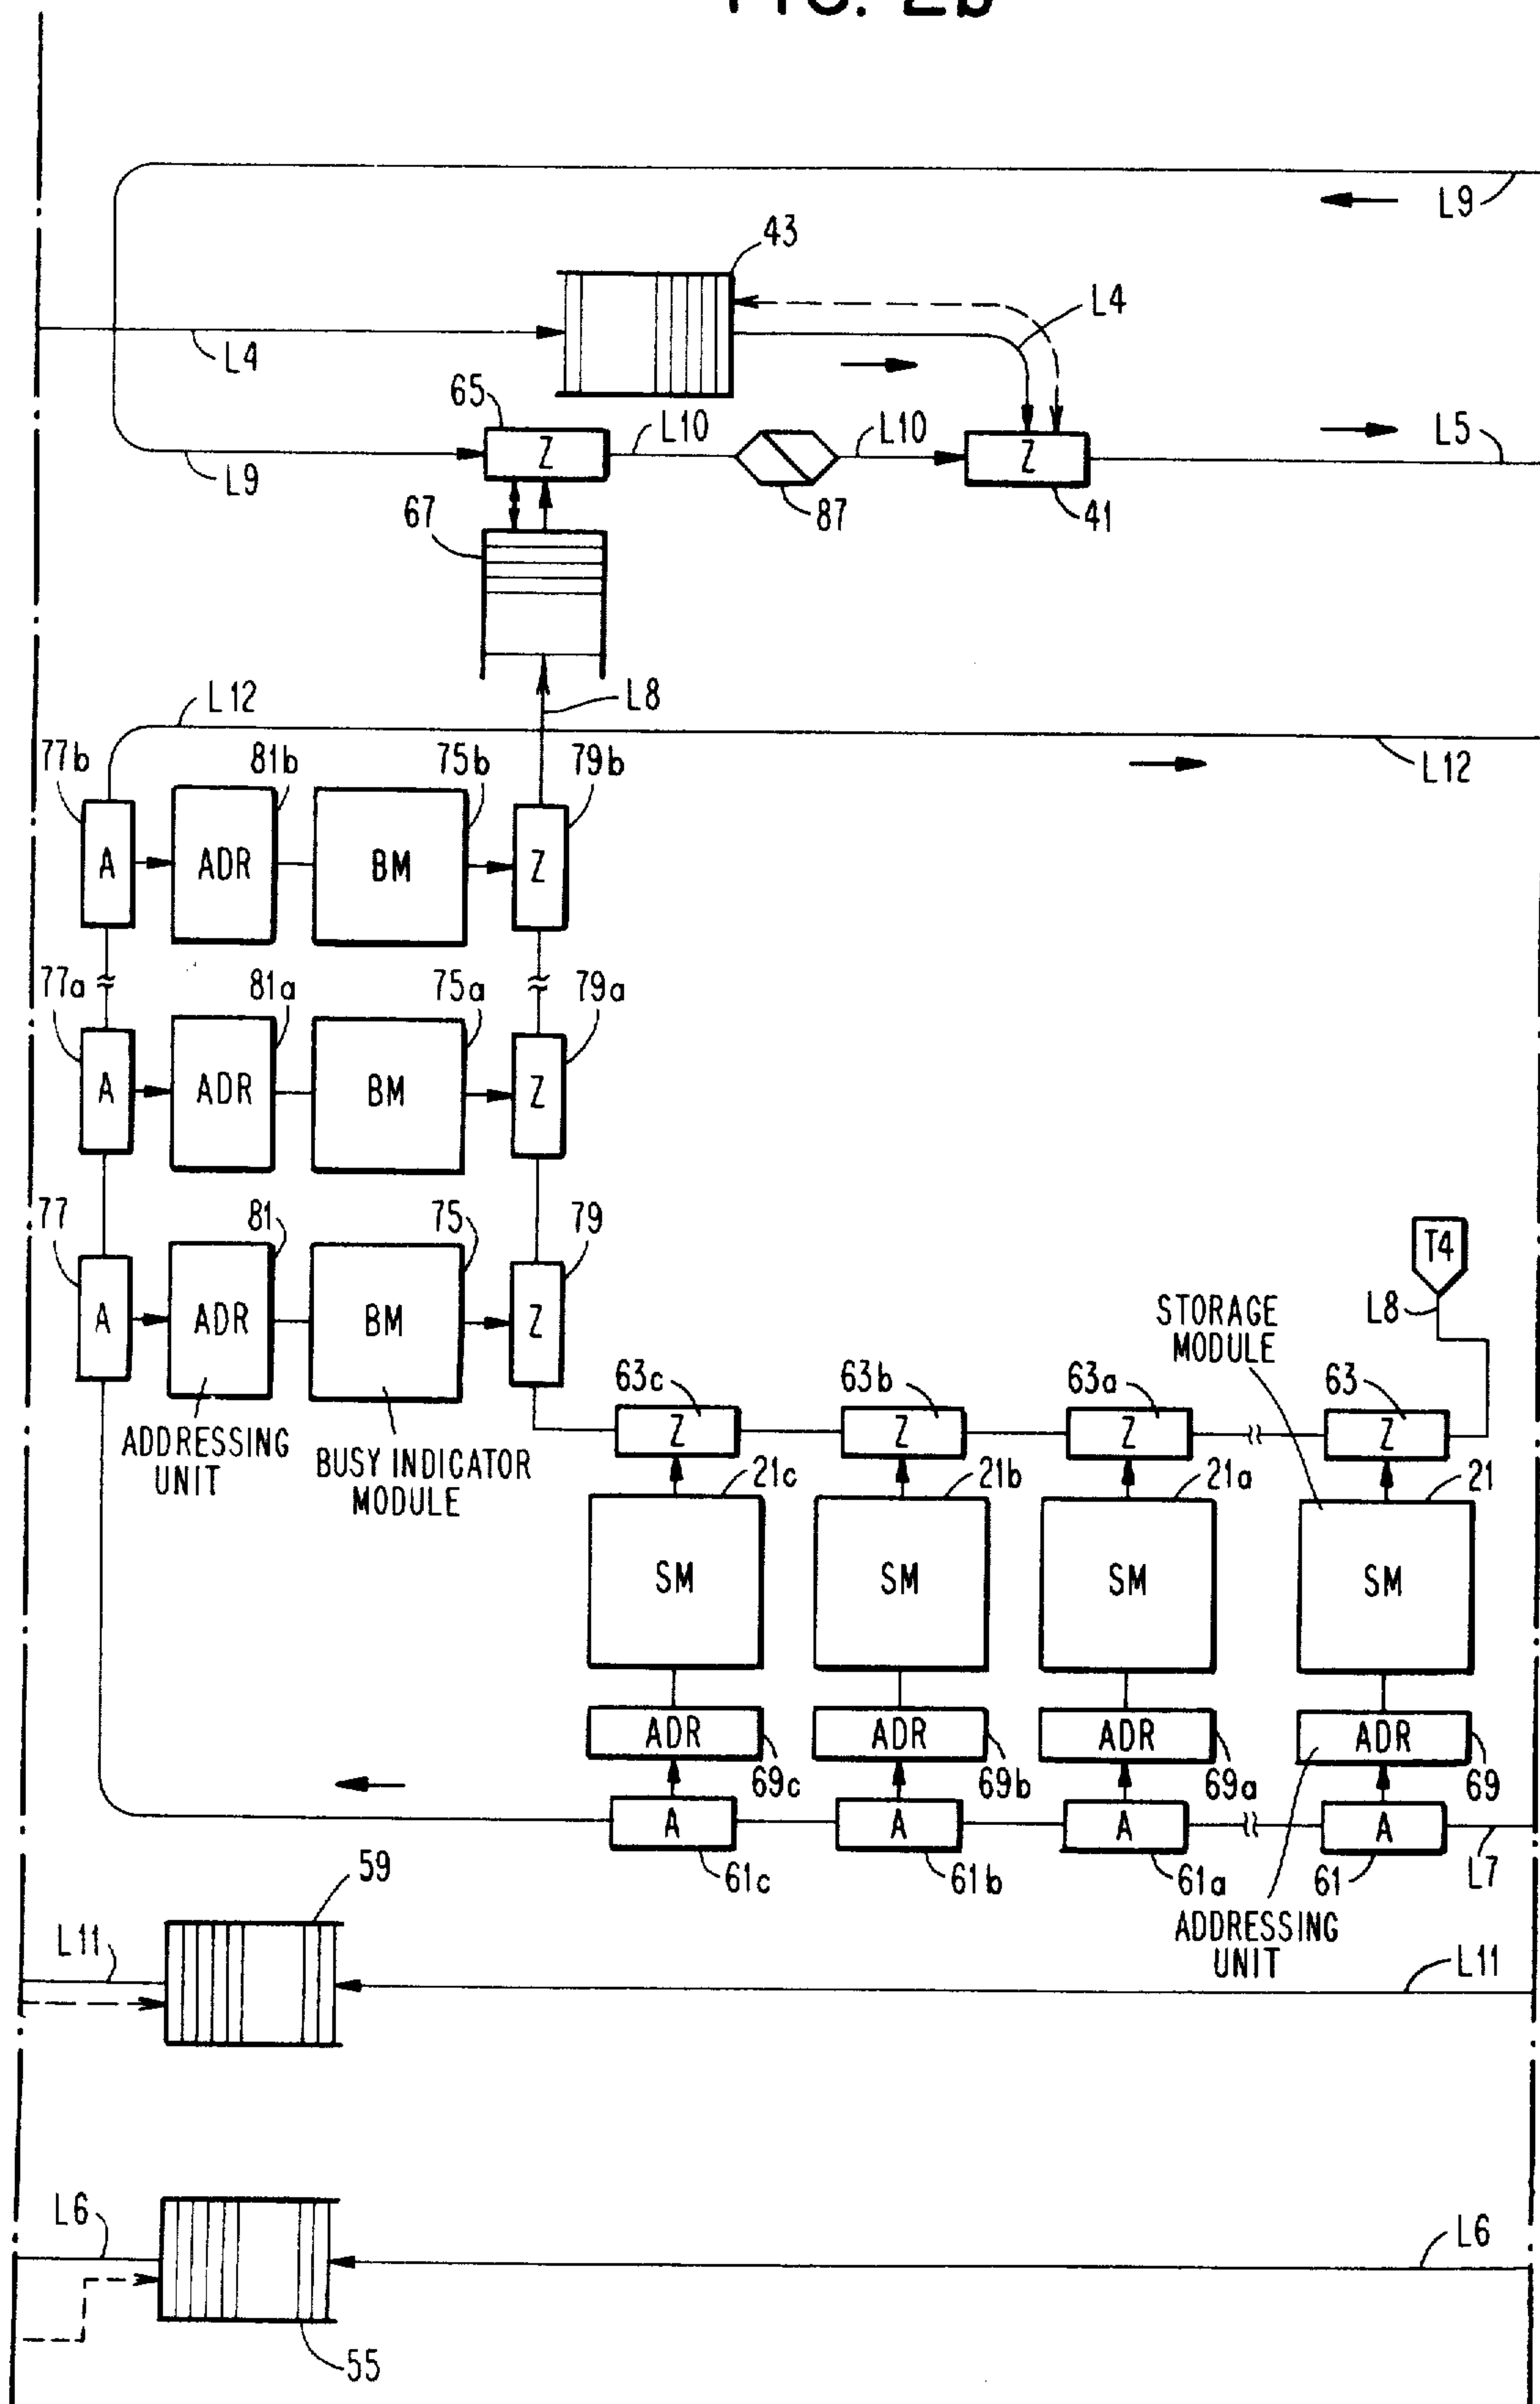 FIG. 2b
L9
43
L4
L4
65
L10
L10
L5
Z
Z
L9
87
41
67
L8
L12
L12
77b
81b
75b
79b
A
ADR
BM
Z
77a
81a
75a
79a
A
ADR
BM
Z
77
81
75
79
A
ADR
BM
Z
T4
L8
STORAGE
MODULE
63c
63b
63a
63
Z
Z
Z
Z
ADDRESSING
UNIT
BUSY INDICATOR
MODULE
21c
21b
21a
21
SM
SM
SM
SM
ADR
ADR
ADR
ADR
69c
69b
69a
69
A
A
A
A
61c
61b
61a
61
L7
59
ADDRESSING
UNIT
L11
L11
L6
L6
55